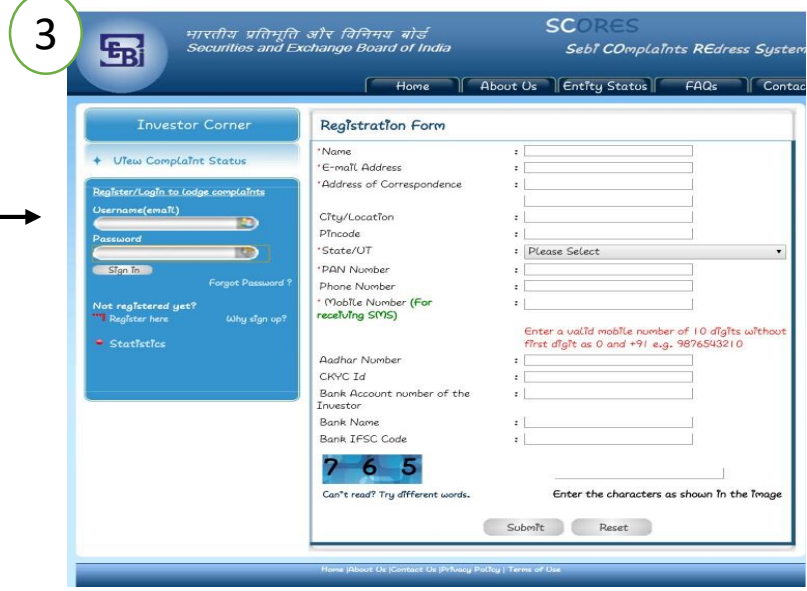 3
SEBI
भारतीय प्रतिभूति और विनिमय बोर्ड
Securities and Exchange Board of India
SCORES
SebI COmplaInts REdress System
Home About Us EntIty Status FAQs Contac
Investor Corner
VIew ComplaInt Status
RegIster/LogIn to lodge complaInts
Username(emaIl)
Password
SIgn In
Forgot Password ?
Not regIstered yet?
RegIster here Why sIgn up?
StatIstIcs
RegIstratIon Form
*Name :
*E-maIl Address :
*Address of Correspondence :
CIty/LocatIon :
PIncode :
*State/UT : Please Select
*PAN Number :
Phone Number :
* MobIle Number (For :
receIvIng SMS)
Enter a valId mobIle number of 10 dIgIts wIthout
fIrst dIgIt as 0 and +91 e.g. 9876543210
Aadhar Number :
CKYC Id :
Bank Account number of the :
Investor
Bank Name :
Bank IFSC Code :
7 6 5
Can't read? Try dIfferent words.
Enter the characters as shown In the Image
SubmIt Reset
Home |About Us |Contact Us |PrIvacy PolIcy | Terms of Use